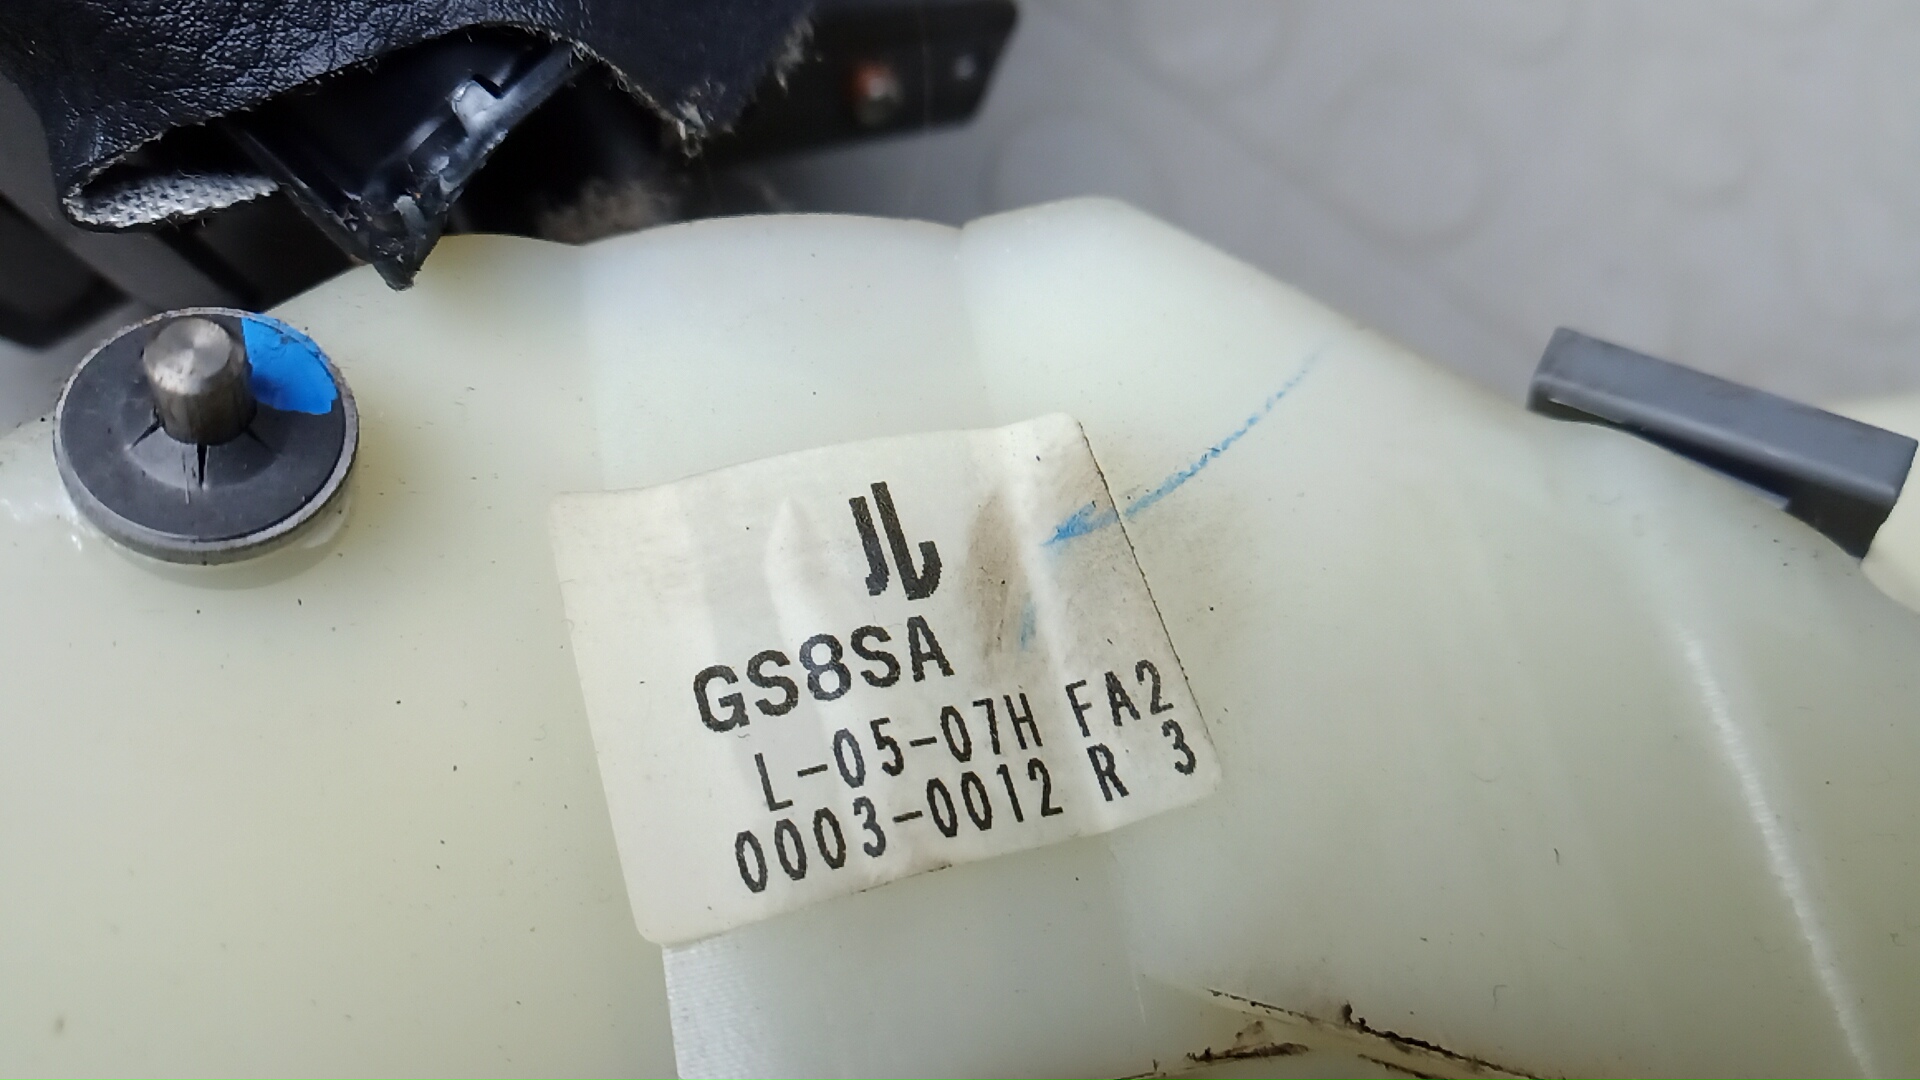 GS8SA
L-05-07H FA2
0003-0012 R 3